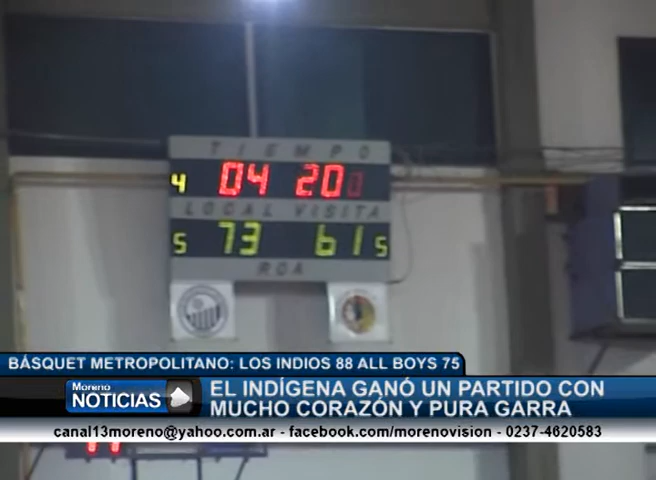 TIEMPO
4 04 20
LOCAL VISITA
5 73 61 5
BÁSQUET METROPOLITANO: LOS INDIOS 88 ALL BOYS 75
Moreno
NOTICIAS
EL INDÍGENA GANÓ UN PARTIDO CON
MUCHO CORAZÓN Y PURA GARRA
canal13moreno@yahoo.com.ar - facebook.com/morenovision - 0237-4620583